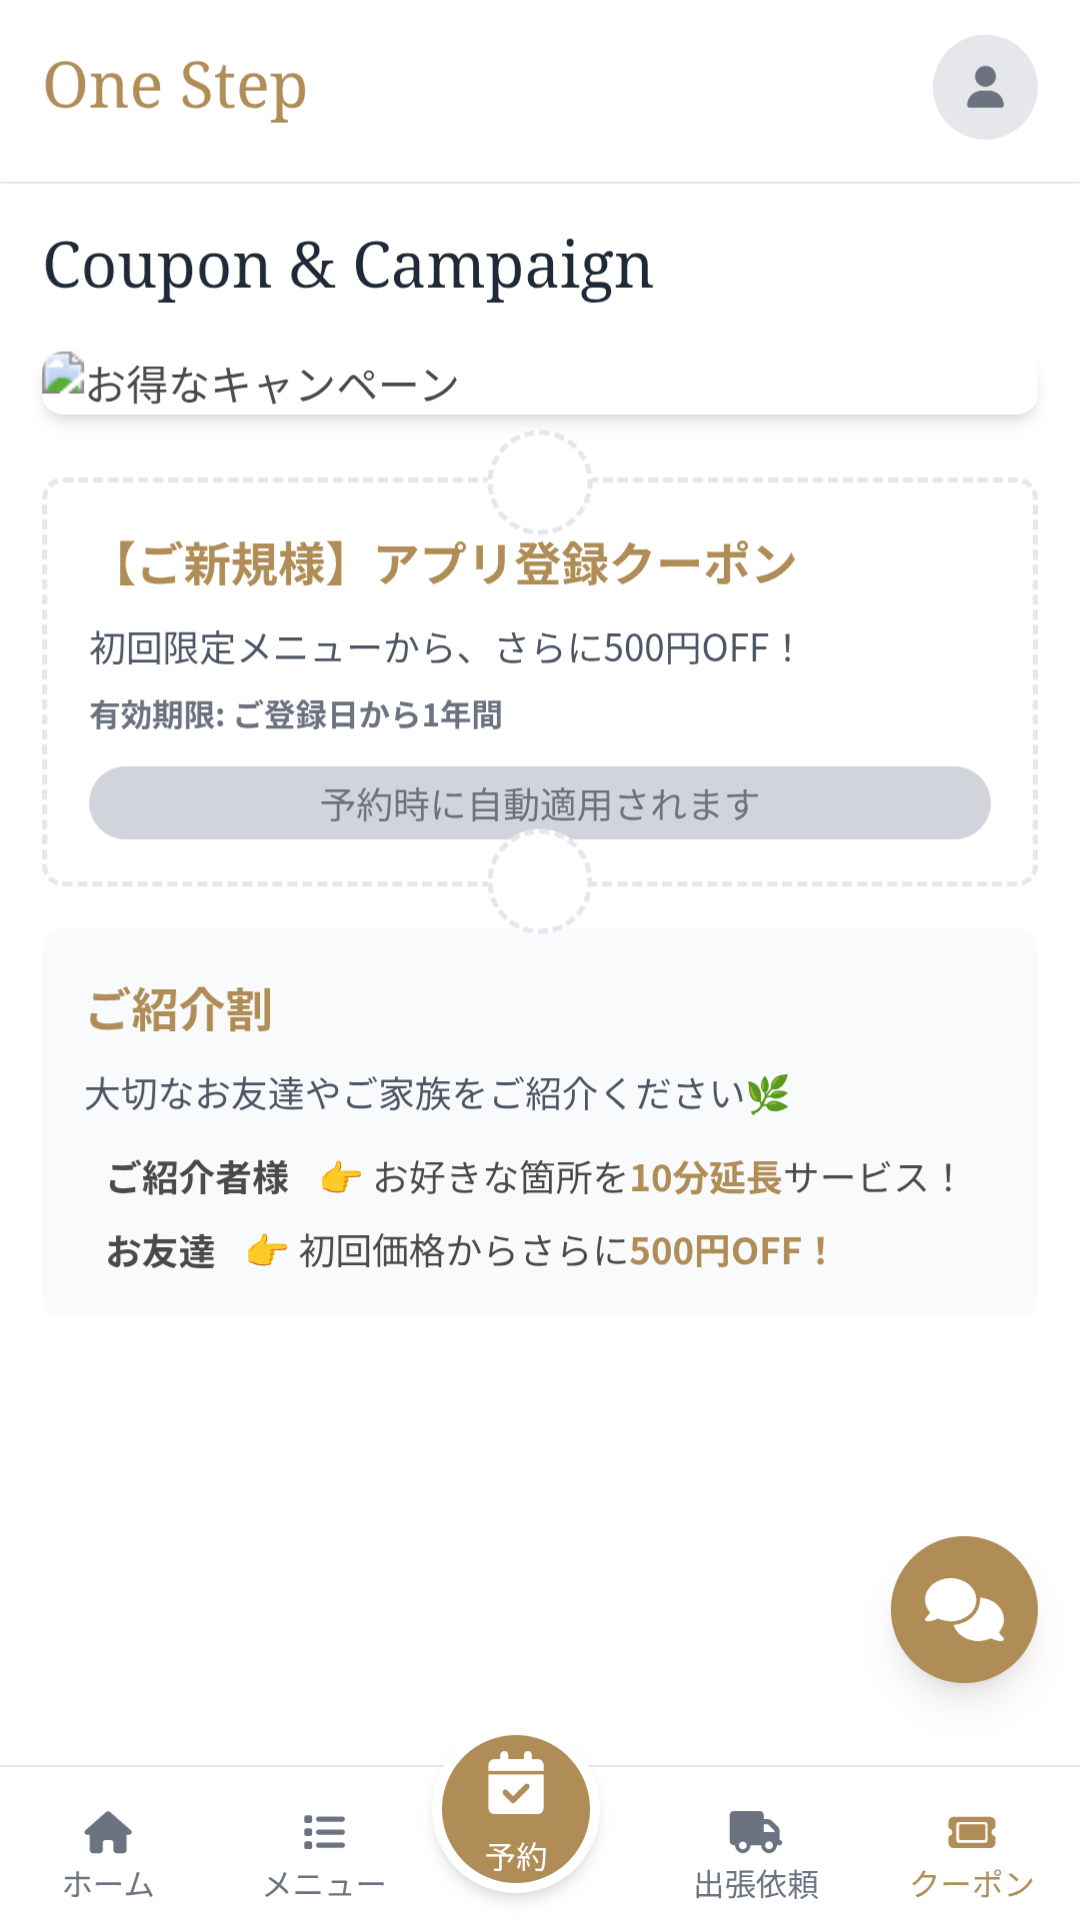 One Step
Coupon & Campaign
お得なキャンペーン
【ご新規様】アプリ登録クーポン
初回限定メニューから、さらに500円OFF！
有効期限: ご登録日から1年間
予約時に自動適用されます
ご紹介割
大切なお友達やご家族をご紹介ください🌿
ご紹介者様 👉 お好きな箇所を10分延長サービス！
お友達 👉 初回価格からさらに500円OFF！
ホーム
メニュー
予約
出張依頼
クーポン